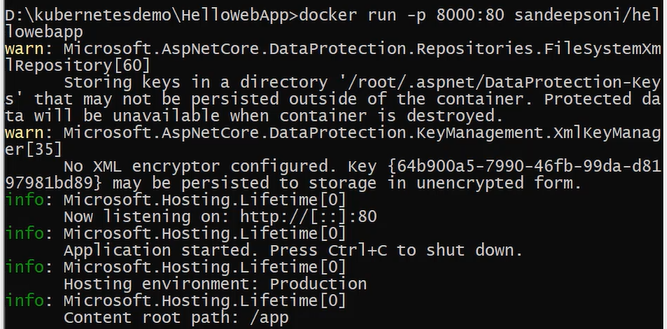 D:\kubernetesdemo\HelloWebApp>docker run -p 8000:80 sandeepsoni/hel
lowebapp
warn: Microsoft.AspNetCore.DataProtection.Repositories.FileSystemXm
lRepository[60]
Storing keys in a directory '/root/.aspnet/DataProtection-Key
s' that may not be persisted outside of the container. Protected da
ta will be unavailable when container is destroyed.
warn: Microsoft.AspNetCore.DataProtection.KeyManagement.XmlKeyManag
er[35]
No XML encryptor configured. Key {64b900a5-7990-46fb-99da-d81
97981bd89} may be persisted to storage in unencrypted form.
info: Microsoft.Hosting.Lifetime[0]
Now listening on: http://[::]:80
info: Microsoft.Hosting.Lifetime[0]
Application started. Press Ctrl+C to shut down.
info: Microsoft.Hosting.Lifetime[0]
Hosting environment: Production
info: Microsoft.Hosting.Lifetime[0]
Content root path: /app